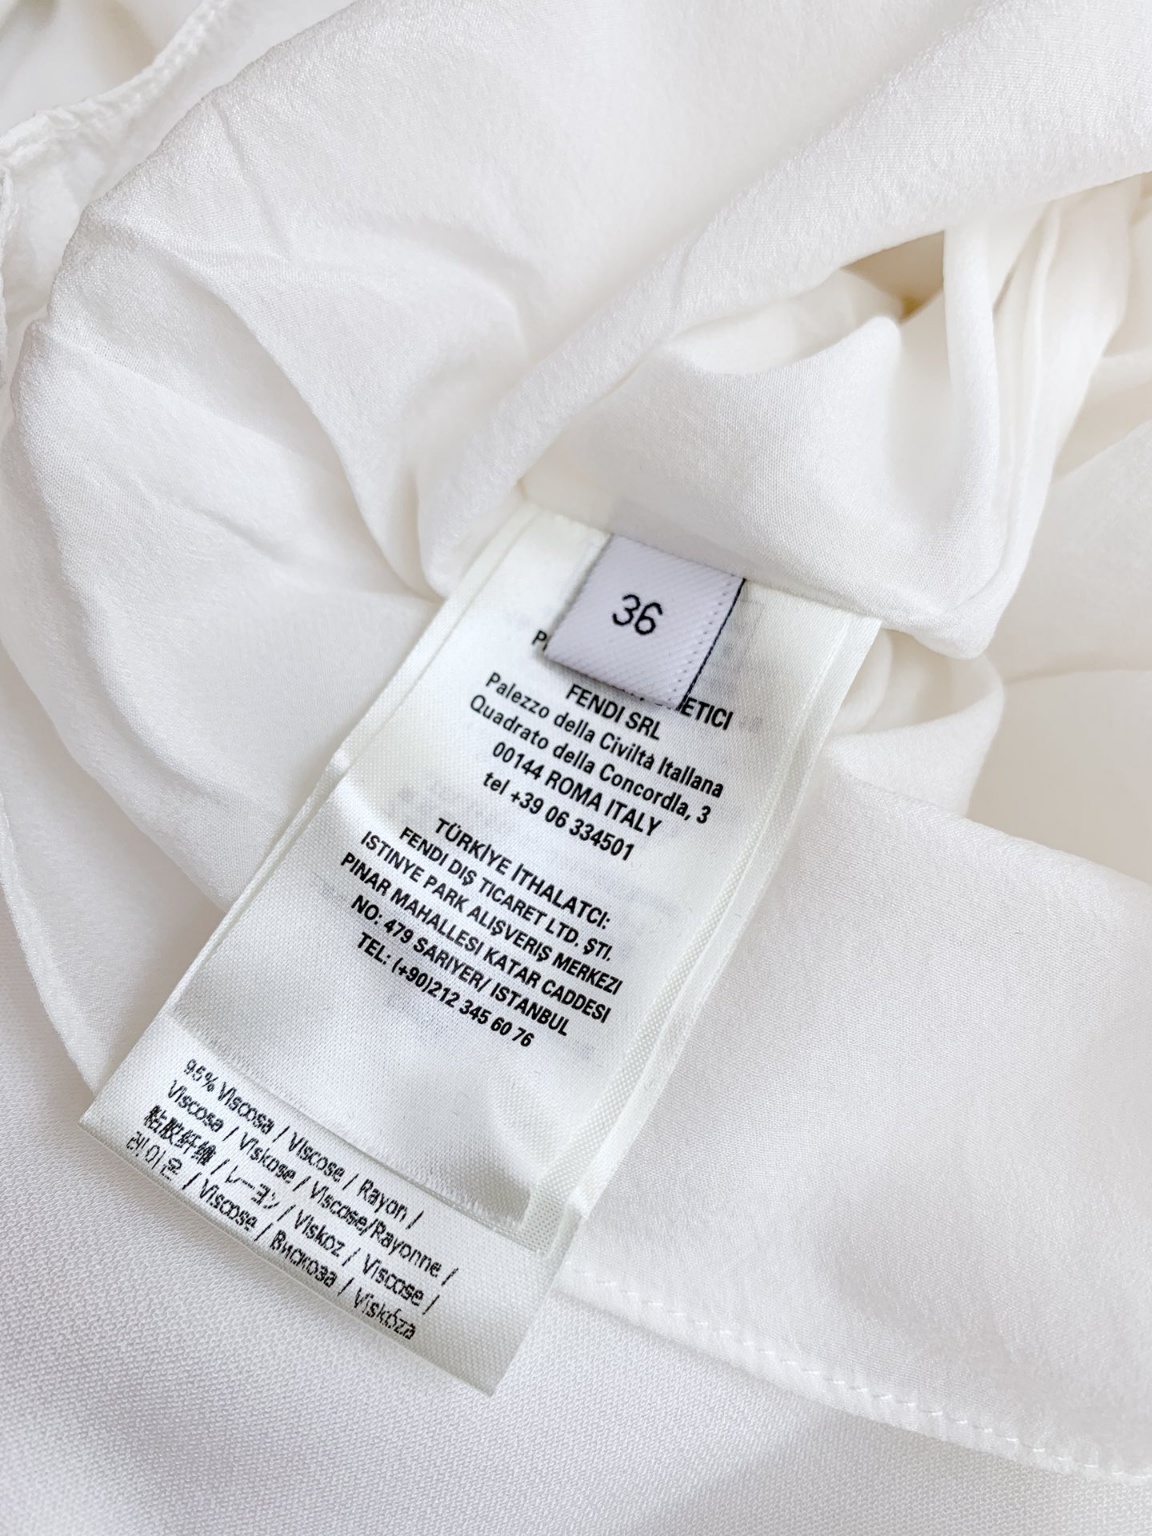 36
FENDI SRL
Palezzo della Civiltà Itallana
Quadrato della Concordla, 3
00144 ROMA ITALY
tel +39 06 334501
TÜRKİYE İTHALATCI:
FENDI DIŞ TICARET LTD. ŞTI.
ISTINYE PARK ALIŞVERIŞ MERKEZI
PINAR MAHALLESI KATAR CADDESI
NO: 479 SARIYER/ ISTANBUL
TEL: (+90)212 345 60 76
95% Viscosa / Viscose / Rayon /
Viscosa / Viskose / Viscose/Rayonne /
粘胶纤维 / レーヨン / Viskoz / Viscose /
레이온 / Viscose / Вискоза / Viskóza